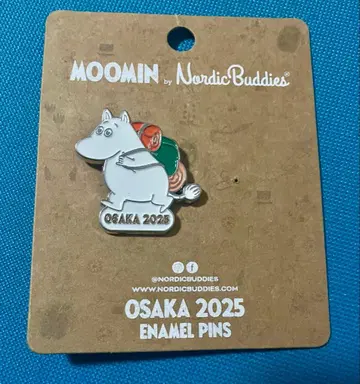 MOOMIN by NordicBuddies®
OSAKA 2025
@NORDICBUDDIES
WWW.NORDICBUDDIES.COM
OSAKA 2025
ENAMEL PINS